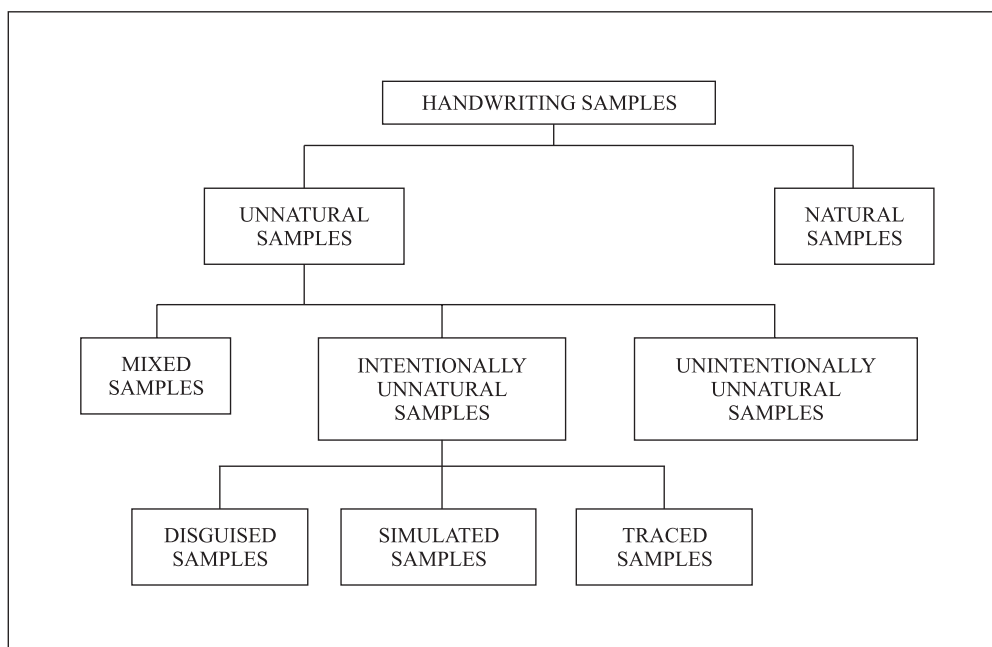 HANDWRITING SAMPLES
UNNATURAL
SAMPLES
NATURAL
SAMPLES
MIXED
SAMPLES
INTENTIONALLY
UNNATURAL
SAMPLES
UNINTENTIONALLY
UNNATURAL
SAMPLES
DISGUISED
SAMPLES
SIMULATED
SAMPLES
TRACED
SAMPLES